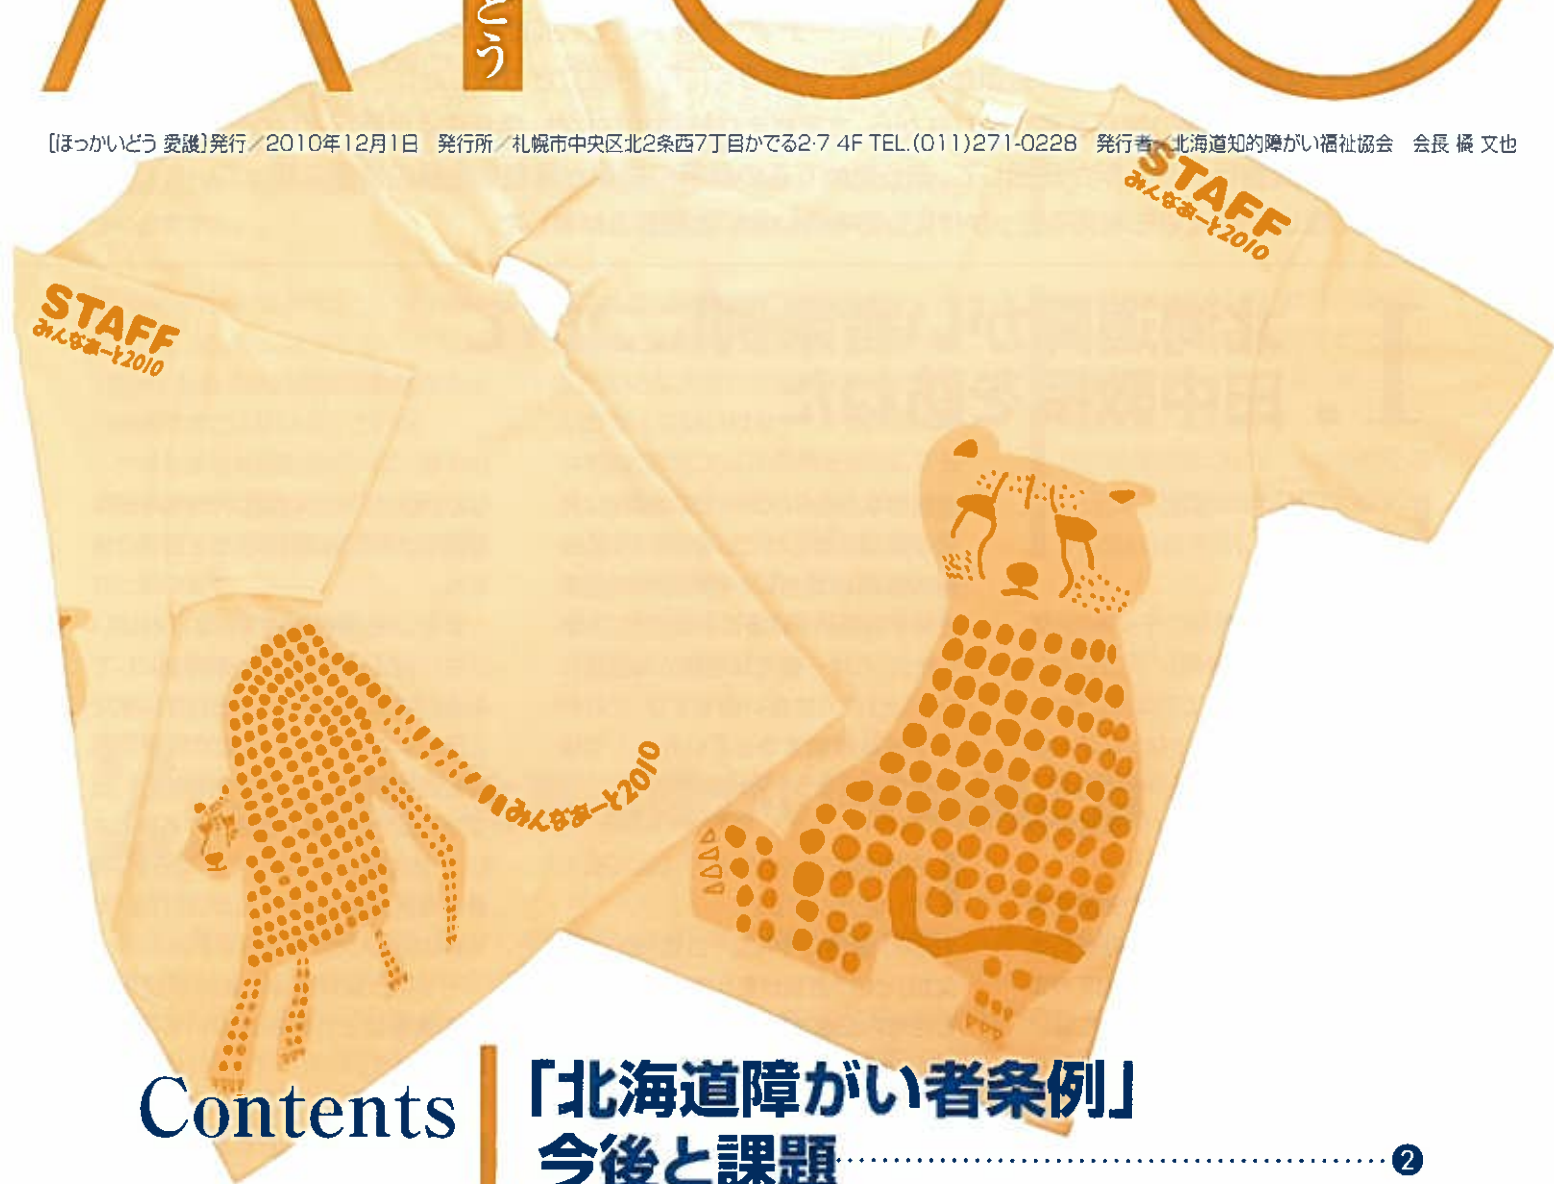 どう
[ほっかいどう 愛護]発行／2010年12月1日　発行所／札幌市中央区北2条西7丁目かでる2·7 4F TEL.(011)271-0228　発行者／北海道知的障がい福祉協会　会長 橘 文也
STAFF
みんなあーと2010
STAFF
みんなあーと2010
みんなあーと2010
Contents
「北海道障がい者条例」
今後と課題 2